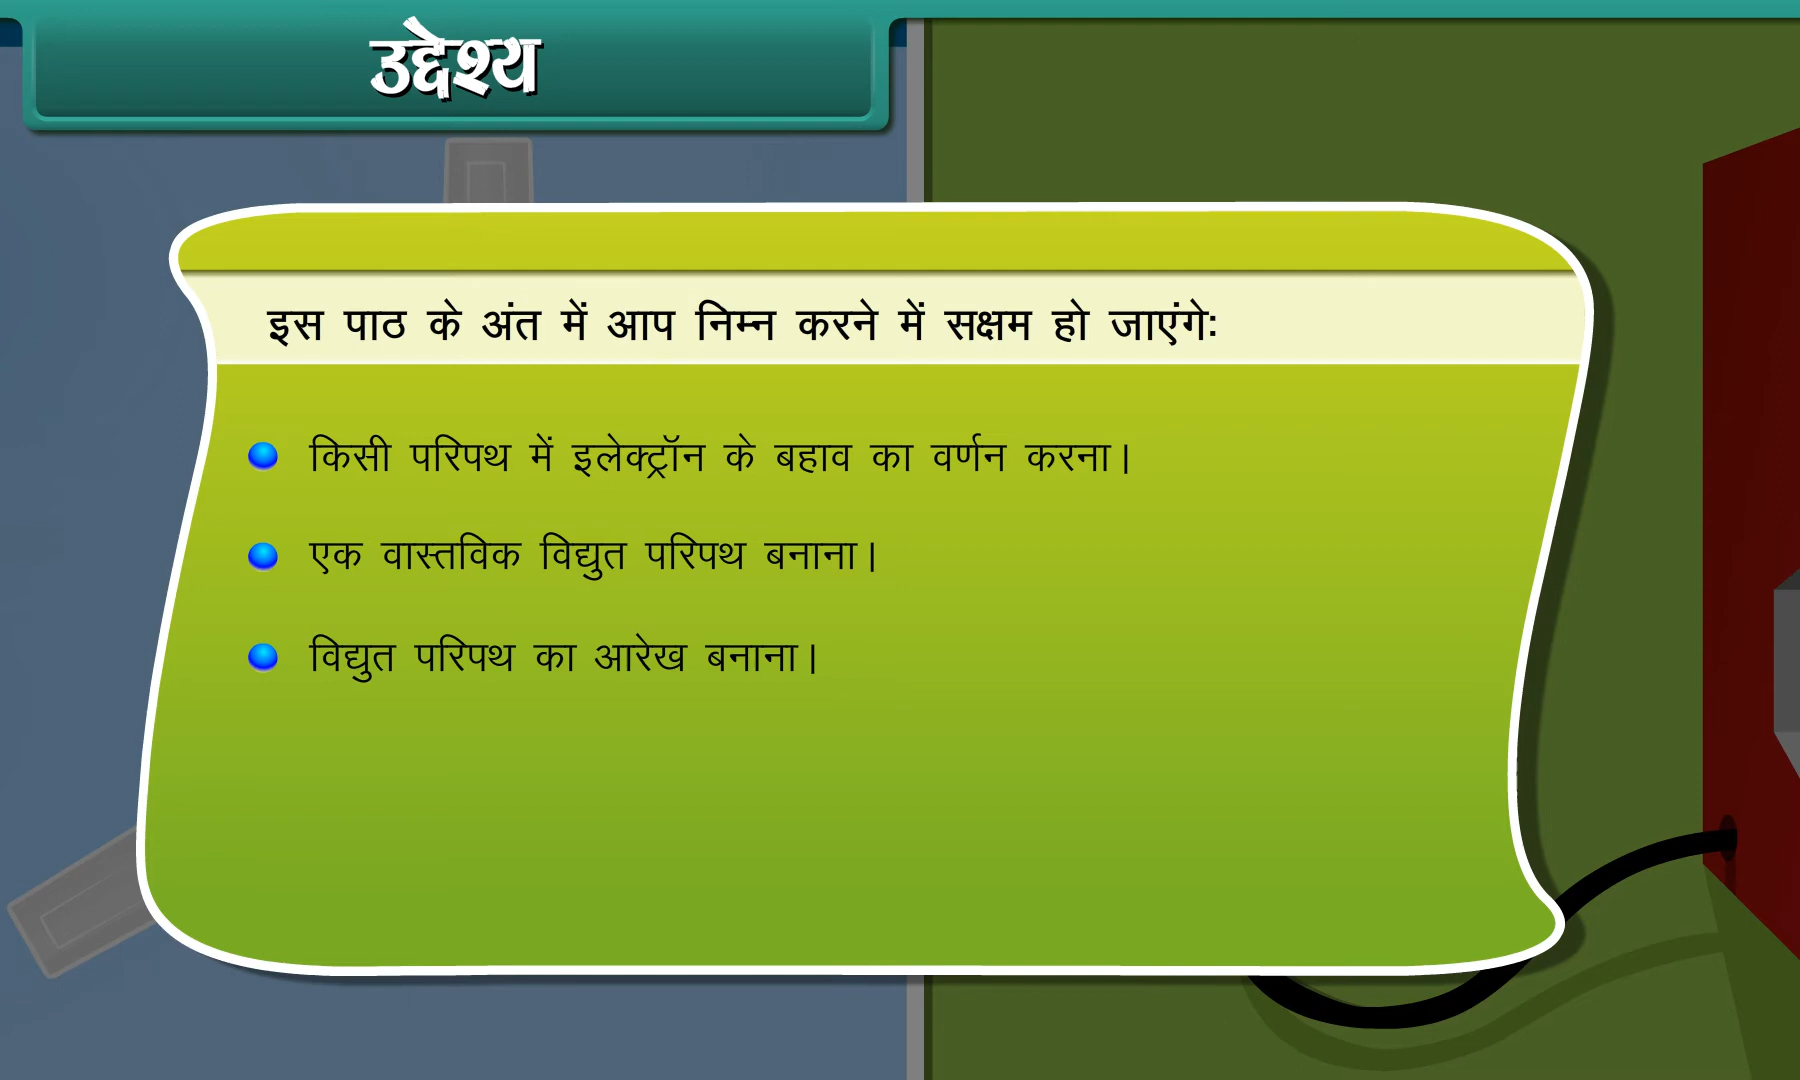 उद्देश्य
इस पाठ के अंत में आप निम्न करने में सक्षम हो जाएंगे:
किसी परिपथ में इलेक्ट्रॉन के बहाव का वर्णन करना।
एक वास्तविक विद्युत परिपथ बनाना।
विद्युत परिपथ का आरेख बनाना।